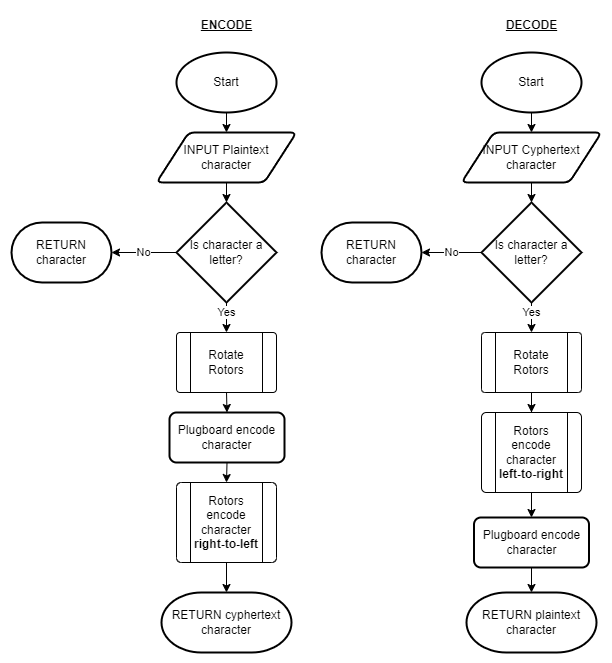 ENCODE
Start
INPUT Plaintext
character
Is character a
letter?
No
RETURN
character
Yes
Rotate
Rotors
Plugboard encode
character
Rotors
encode
character
right-to-left
RETURN cyphertext
character
DECODE
Start
INPUT Cyphertext
character
Is character a
letter?
No
RETURN
character
Yes
Rotate
Rotors
Rotors
encode
character
left-to-right
Plugboard encode
character
RETURN plaintext
character